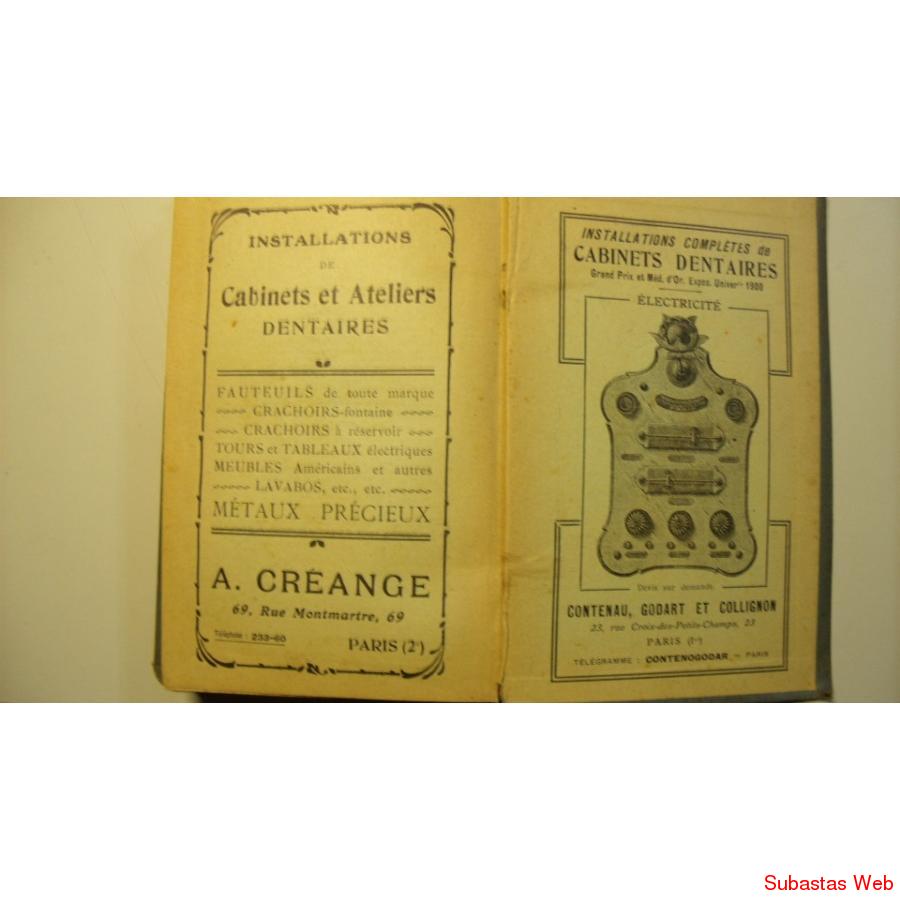 INSTALLATIONS
DE
Cabinets et Ateliers
DENTAIRES
FAUTEUILS de toute marque
CRACHOIRS-fontaine
CRACHOIRS à réservoir
TOURS et TABLEAUX électriques
MEUBLES Américains et autres
LAVABOS, etc., etc.
MÉTAUX PRÉCIEUX
A. CRÉANGE
69, Rue Montmartre, 69
Téléphone : 233-60
PARIS (2e)
INSTALLATIONS COMPLÈTES de
CABINETS DENTAIRES
Grand Prix et Méd. d'Or. Expos. Univerlle 1900
ÉLECTRICITÉ
Devis sur demande.
CONTENAU, GODART ET COLLIGNON
23, rue Croix-des-Petits-Champs, 23
PARIS (1er)
TÉLÉGRAMME : CONTENOGODAR — PARIS
Subastas Web